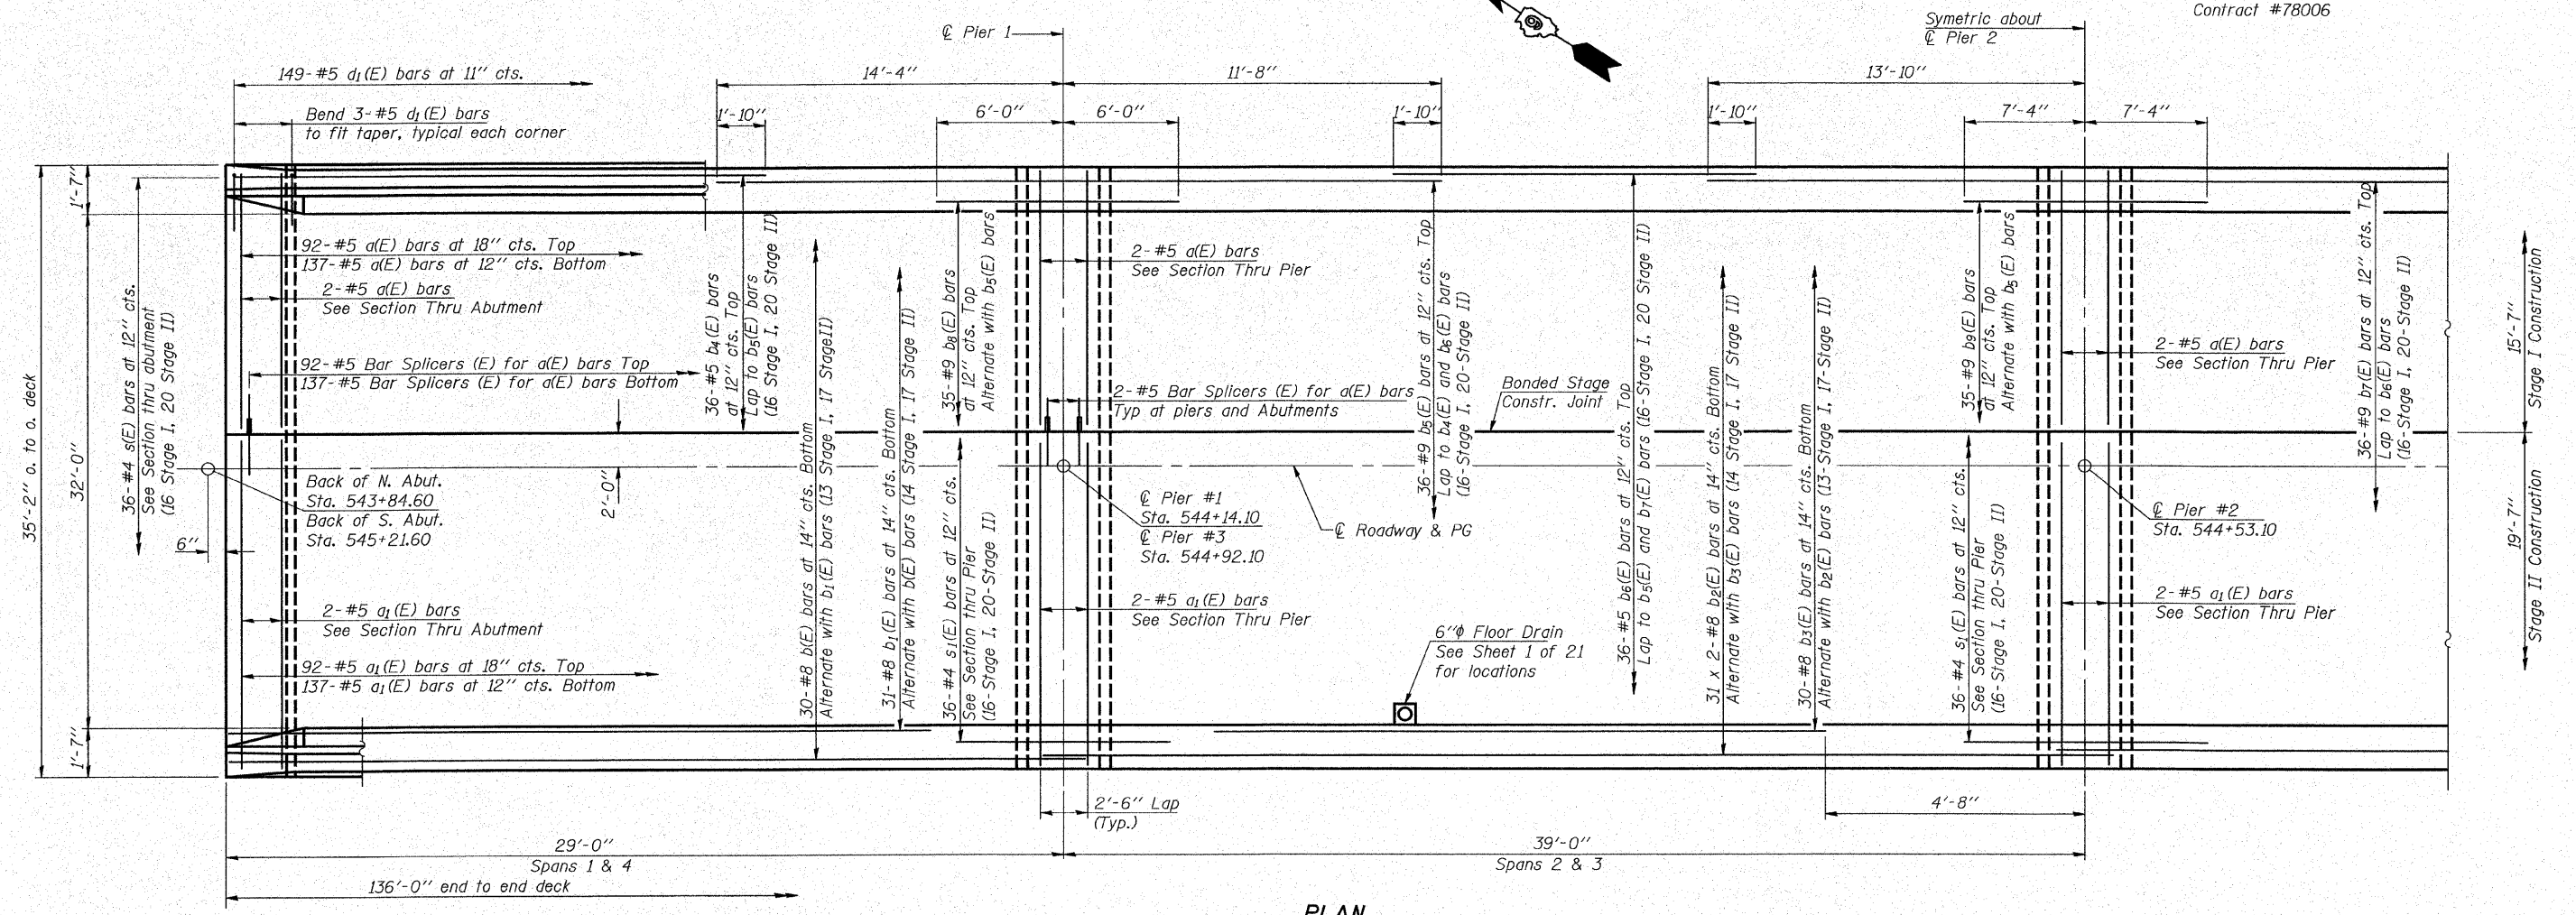 Contract #78006
Symetric about
℄ Pier 2
℄ Pier 1
149-#5 d1(E) bars at 11" cts.
14'-4"
11'-8"
13'-10"
Bend 3-#5 d1(E) bars
to fit taper, typical each corner
1'-10"
6'-0"
6'-0"
1'-10"
1'-10"
7'-4"
7'-4"
35'-2" o. to o. deck
1'-7"
32'-0"
1'-7"
36-#4 s(E) bars at 12" cts.
See Section thru abutment
(16 Stage I, 20 Stage II)
92-#5 a(E) bars at 18" cts. Top
137-#5 a(E) bars at 12" cts. Bottom
2-#5 a(E) bars
See Section Thru Abutment
92-#5 Bar Splicers (E) for a(E) bars Top
137-#5 Bar Splicers (E) for a(E) bars Bottom
Back of N. Abut.
Sta. 543+84.60
Back of S. Abut.
Sta. 545+21.60
6"
2'-0"
2-#5 a1(E) bars
See Section Thru Abutment
92-#5 a1(E) bars at 18" cts. Top
137-#5 a1(E) bars at 12" cts. Bottom
36-#5 b4(E) bars
at 12" cts. Top
Lap to b5(E) bars
(16 Stage I, 20 Stage II)
30-#8 b(E) bars at 14" cts. Bottom
Alternate with b1(E) bars (13 Stage I, 17 StageII)
31-#8 b1(E) bars at 14" cts. Bottom
Alternate with b(E) bars (14 Stage I, 17 Stage II)
35-#9 b8(E) bars
at 12" cts. Top
Alternate with b5(E) bars
36-#4 s1(E) bars at 12" cts.
See Section thru Pier
(16-Stage I, 20-Stage II)
2-#5 a(E) bars
See Section Thru Pier
2-#5 Bar Splicers (E) for a(E) bars
Typ at piers and Abutments
℄ Pier #1
Sta. 544+14.10
℄ Pier #3
Sta. 544+92.10
2-#5 a1(E) bars
See Section Thru Pier
Bonded Stage
Constr. Joint
℄ Roadway & PG
6"ϕ Floor Drain
See Sheet 1 of 21
for locations
36-#9 b5(E) bars at 12" cts. Top
Lap to b4(E) and b6(E) bars
(16-Stage I, 20-Stage II)
36-#5 b6(E) bars at 12" cts. Top
Lap to b5(E) and b7(E) bars (16-Stage I, 20 Stage II)
31 x 2-#8 b2(E) bars at 14" cts. Bottom
Alternate with b3(E) bars (14 Stage I, 17 Stage II)
30-#8 b3(E) bars at 14" cts. Bottom
Alternate with b2(E) bars (13-Stage I, 17-Stage II)
35-#9 b9(E) bars
at 12" cts. Top
Alternate with b5(E) bars
36-#4 s1(E) bars at 12" cts.
See Section thru Pier
(16-Stage I, 20-Stage II)
2-#5 a(E) bars
See Section Thru Pier
℄ Pier #2
Sta. 544+53.10
2-#5 a1(E) bars
See Section Thru Pier
36-#9 b7(E) bars at 12" cts. Top
Lap to b6(E) bars
(16-Stage I, 20-Stage II)
15'-7"
Stage I Construction
19'-7"
Stage II Construction
2'-6" Lap
(Typ.)
4'-8"
29'-0"
Spans 1 & 4
39'-0"
Spans 2 & 3
136'-0" end to end deck
PLAN